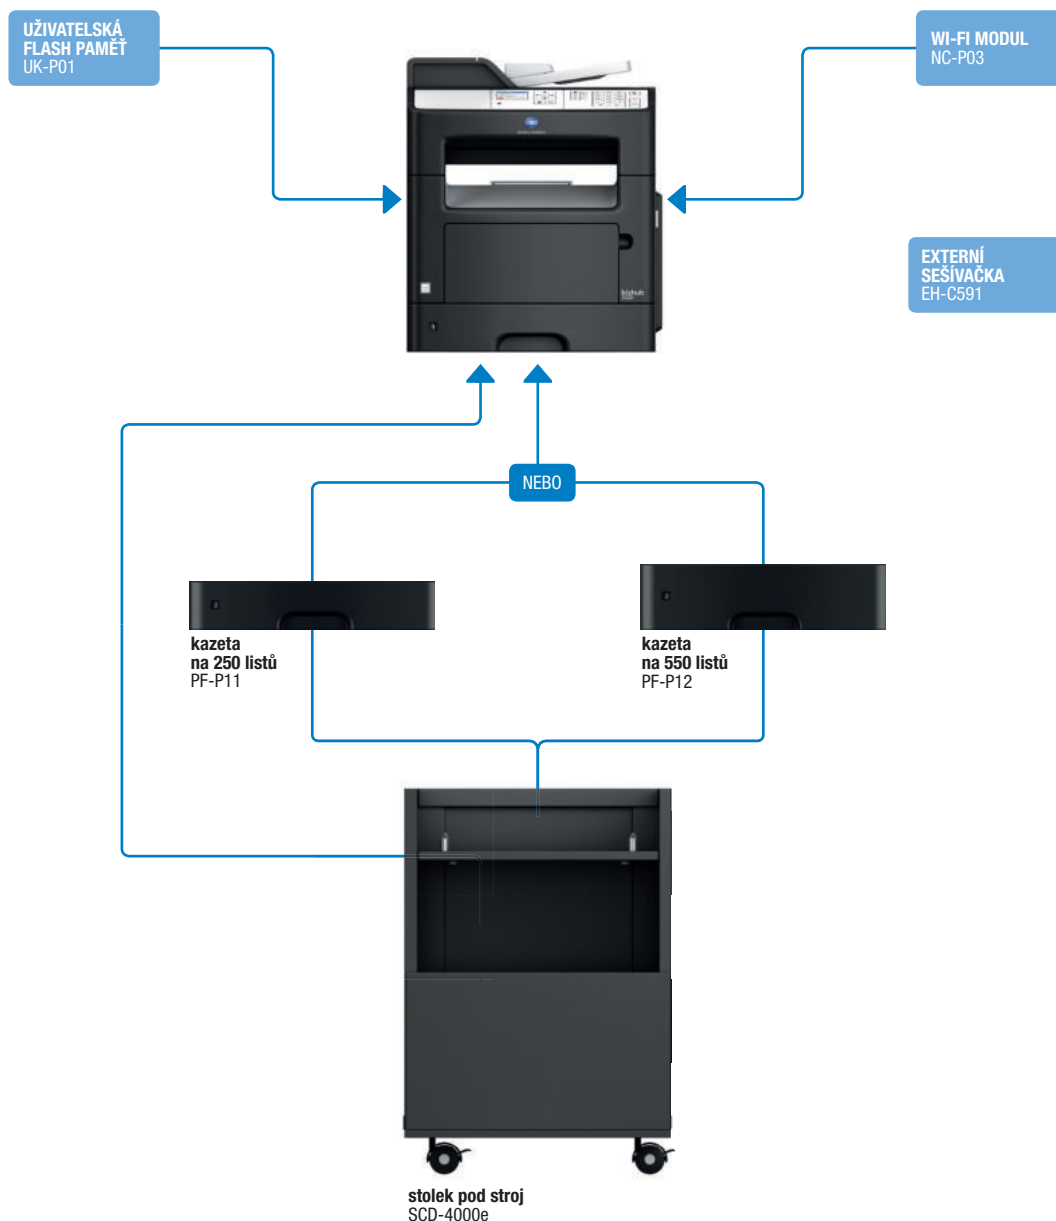 UŽIVATELSKÁ
FLASH PAMĚŤ
UK-P01
WI-FI MODUL
NC-P03
bizhub
EXTERNÍ
SEŠÍVAČKA
EH-C591
NEBO
kazeta
na 250 listů
PF-P11
kazeta
na 550 listů
PF-P12
stolek pod stroj
SCD-4000e